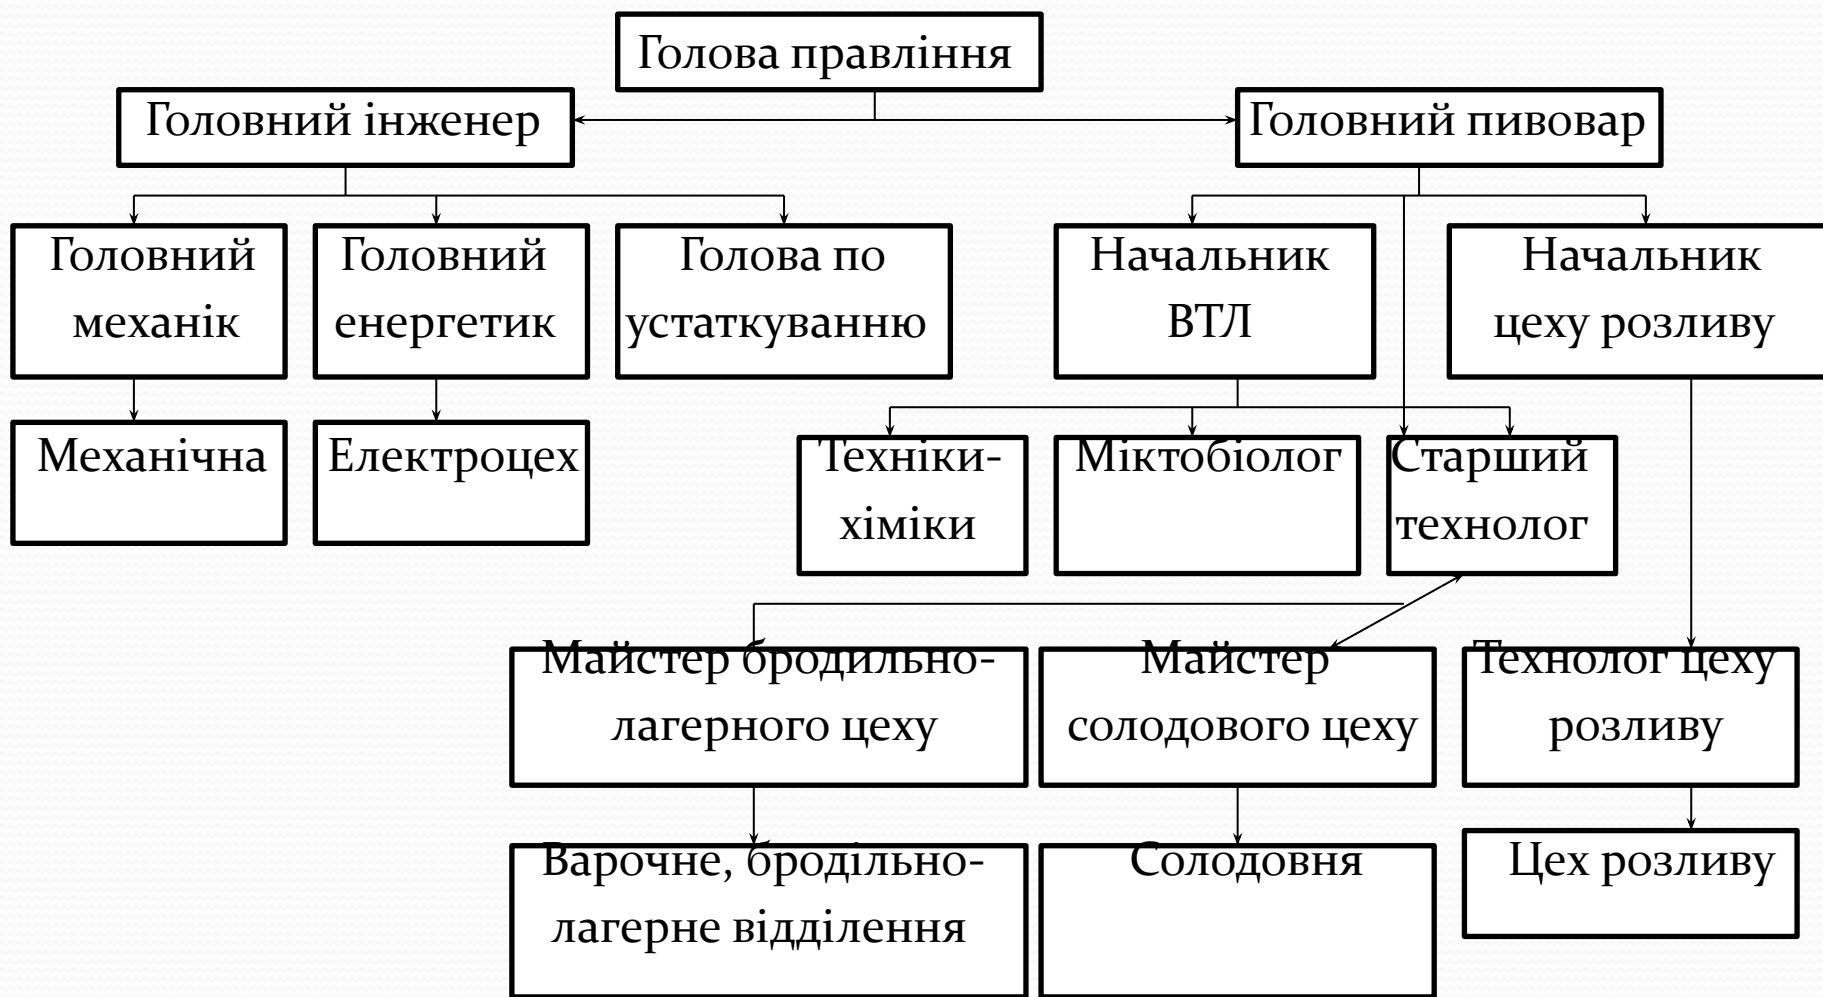 Голова правління
Головний інженер
Головний пивовар
Головний
механік
Головний
енергетик
Голова по
устаткуванню
Начальник
ВТЛ
Начальник
цеху розливу
Механічна
Електроцех
Техніки-
хіміки
Міктобіолог
Старший
технолог
Майстер бродильно-
лагерного цеху
Майстер
солодового цеху
Технолог цеху
розливу
Варочне, бродільно-
лагерне відділення
Солодовня
Цех розливу